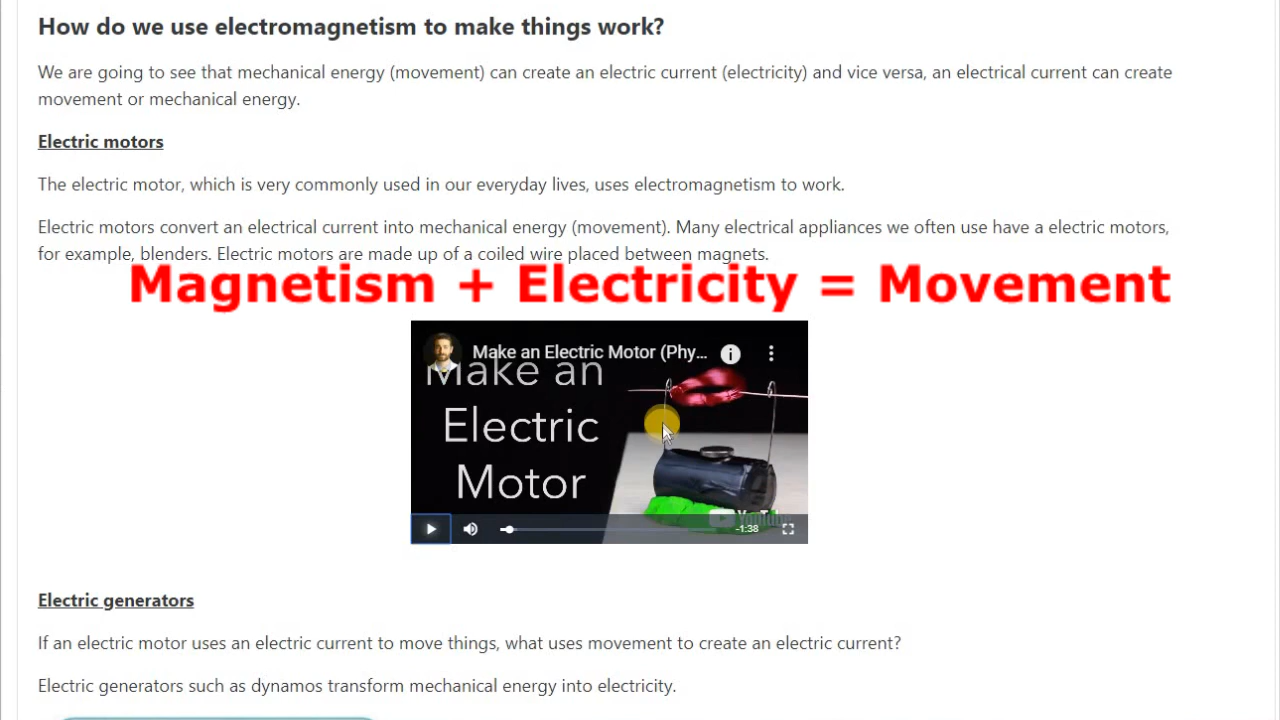 How do we use electromagnetism to make things work?
We are going to see that mechanical energy (movement) can create an electric current (electricity) and vice versa, an electrical current can create
movement or mechanical energy.
Electric motors
The electric motor, which is very commonly used in our everyday lives, uses electromagnetism to work.
Electric motors convert an electrical current into mechanical energy (movement). Many electrical appliances we often use have a electric motors,
for example, blenders. Electric motors are made up of a coiled wire placed between magnets.
Magnetism + Electricity = Movement
Make an Electric Motor (Phy...
Make an
Electric
Motor
YouTube
-1:38
Electric generators
If an electric motor uses an electric current to move things, what uses movement to create an electric current?
Electric generators such as dynamos transform mechanical energy into electricity.